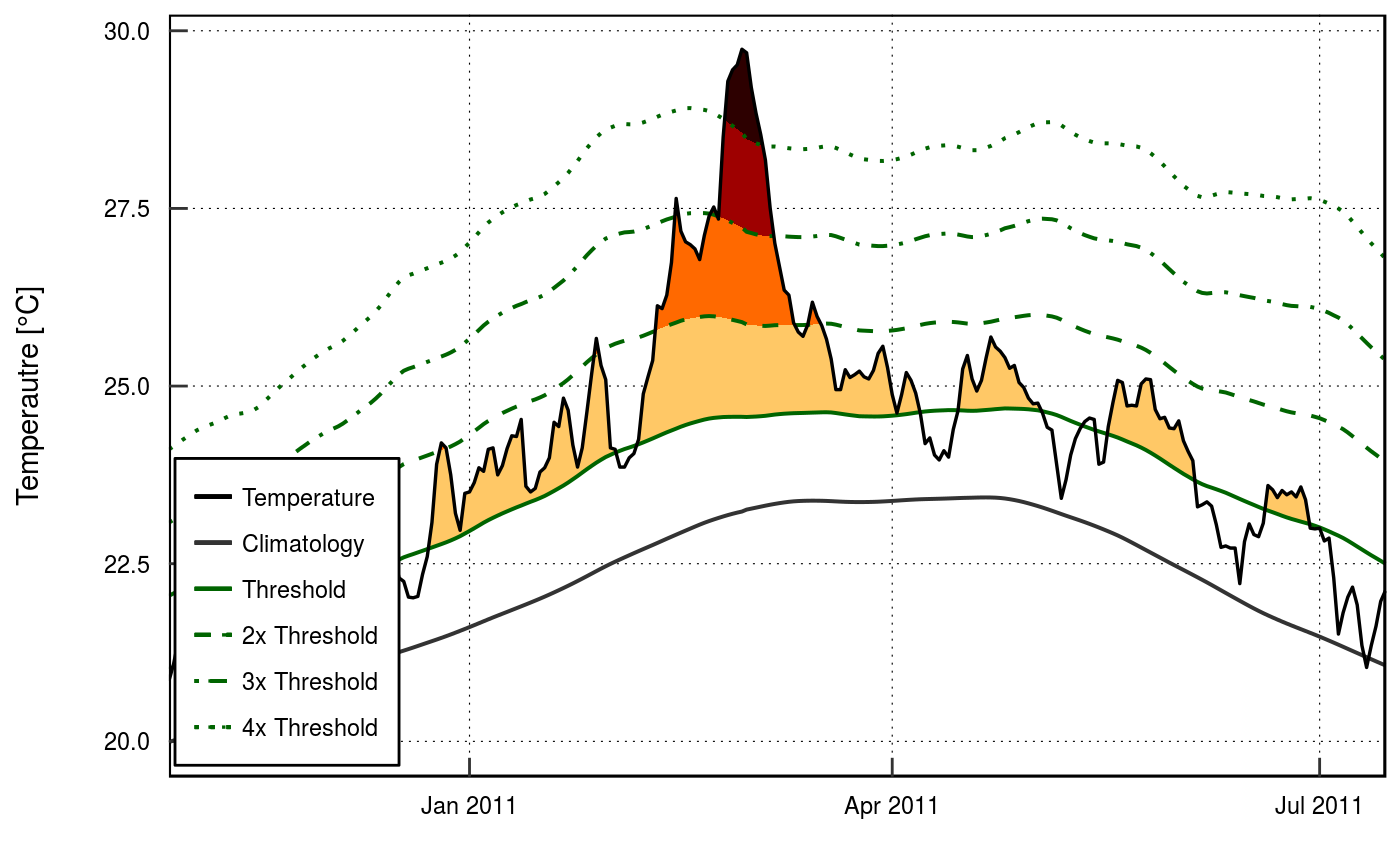 30.0
27.5
25.0
22.5
20.0
Temperautre [°C]
Temperature
Climatology
Threshold
2x Threshold
3x Threshold
4x Threshold
Jan 2011
Apr 2011
Jul 2011